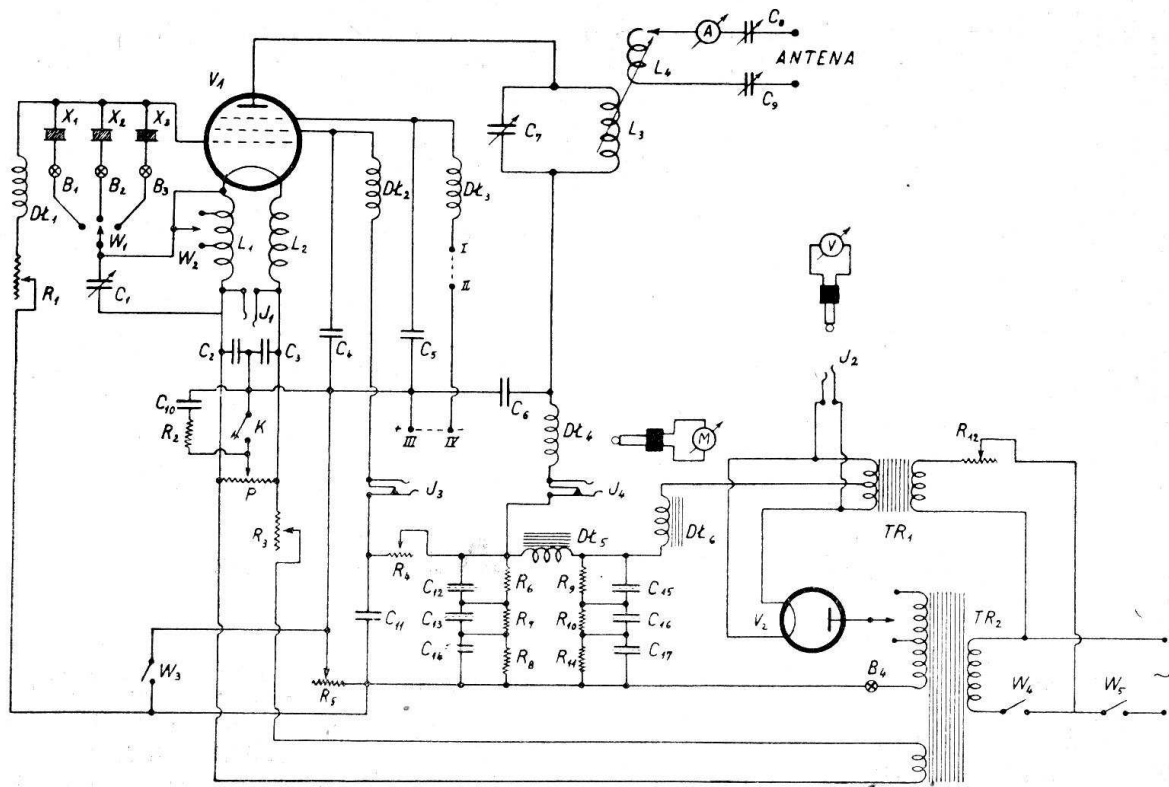 A
C8
ANTENA
C9
L4
V1
X1
X2
X3
C7
L3
B1
B2
B3
Dł1
Dł2
Dł3
W1
W2
L1
L2
I
II
V
R1
C1
J1
J2
C2
C3
C4
C5
C6
C10
R2
K
+ III
IV
Dł4
M
R12
P
J3
J4
R3
Dł5
Dł6
TR1
R4
C12
R6
R9
C15
C11
C13
R7
R10
C16
V2
TR2
C14
R8
R11
C17
W3
R5
B4
W4
W5
~